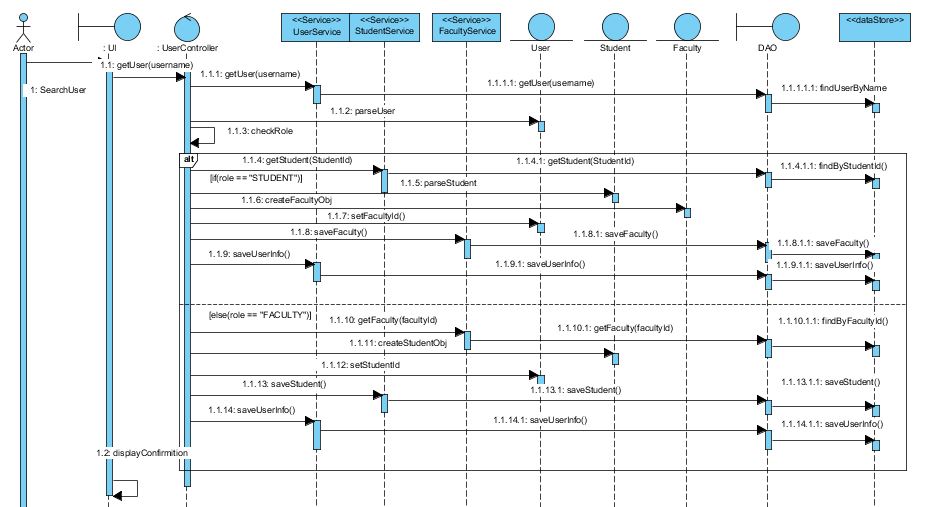 <<Service>>
UserService
<<Service>>
StudentService
<<Service>>
FacultyService
<<dataStore>>
Actor
: UI
: UserController
User
Student
Faculty
DAO
1.1: getUser(username)
1: SearchUser
1.1.1: getUser(username)
1.1.1.1: getUser(username)
1.1.1.1.1: findUserByName
1.1.2: parseUser
1.1.3: checkRole
alt
1.1.4: getStudent(StudentId)
1.1.4.1: getStudent(StudentId)
1.1.4.1.1: findByStudentId()
[if(role == "STUDENT")]
1.1.5: parseStudent
1.1.6: createFacultyObj
1.1.7: setFacultyId()
1.1.8: saveFaculty()
1.1.8.1: saveFaculty()
1.1.8.1.1: saveFaculty()
1.1.9: saveUserInfo()
1.1.9.1: saveUserInfo()
1.1.9.1.1: saveUserInfo()
[else(role == "FACULTY")]
1.1.10: getFaculty(facultyId)
1.1.10.1: getFaculty(facultyId)
1.1.10.1.1: findByFacultyId()
1.1.11: createStudentObj
1.1.12: setStudentId
1.1.13: saveStudent()
1.1.13.1: saveStudent()
1.1.13.1.1: saveStudent()
1.1.14: saveUserInfo()
1.1.14.1: saveUserInfo()
1.1.14.1.1: saveUserInfo()
1.2: displayConfirmition